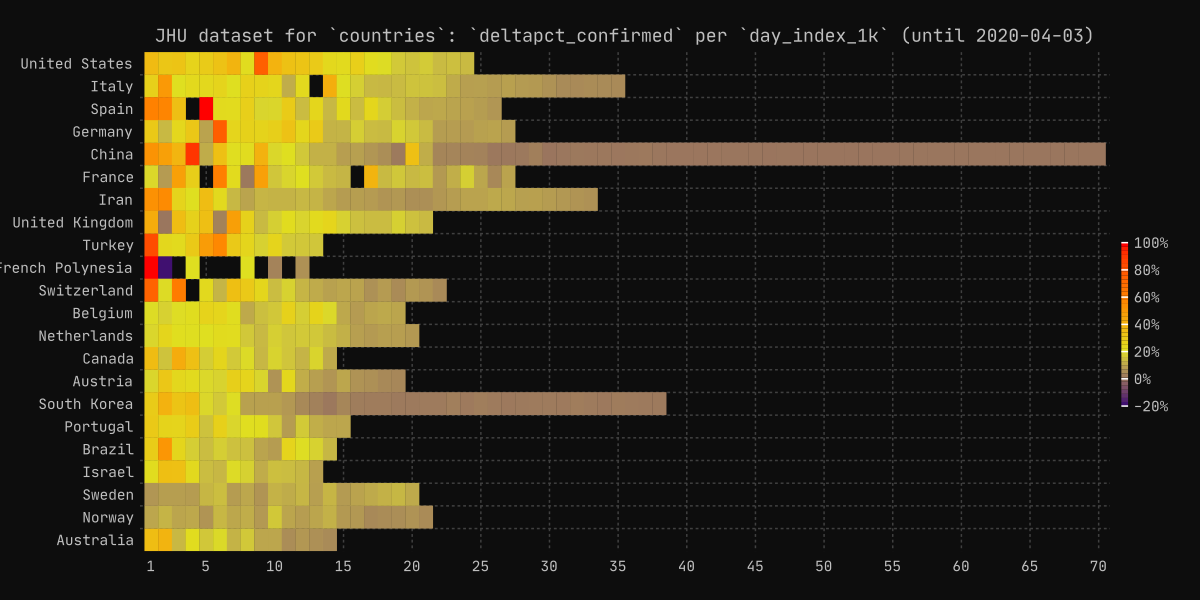 JHU dataset for `countries`: `deltapct_confirmed` per `day_index_1k` (until 2020-04-03)
United States
Italy
Spain
Germany
China
France
Iran
United Kingdom
Turkey
French Polynesia
Switzerland
Belgium
Netherlands
Canada
Austria
South Korea
Portugal
Brazil
Israel
Sweden
Norway
Australia
100%
80%
60%
40%
20%
0%
-20%
1 5 10 15 20 25 30 35 40 45 50 55 60 65 70